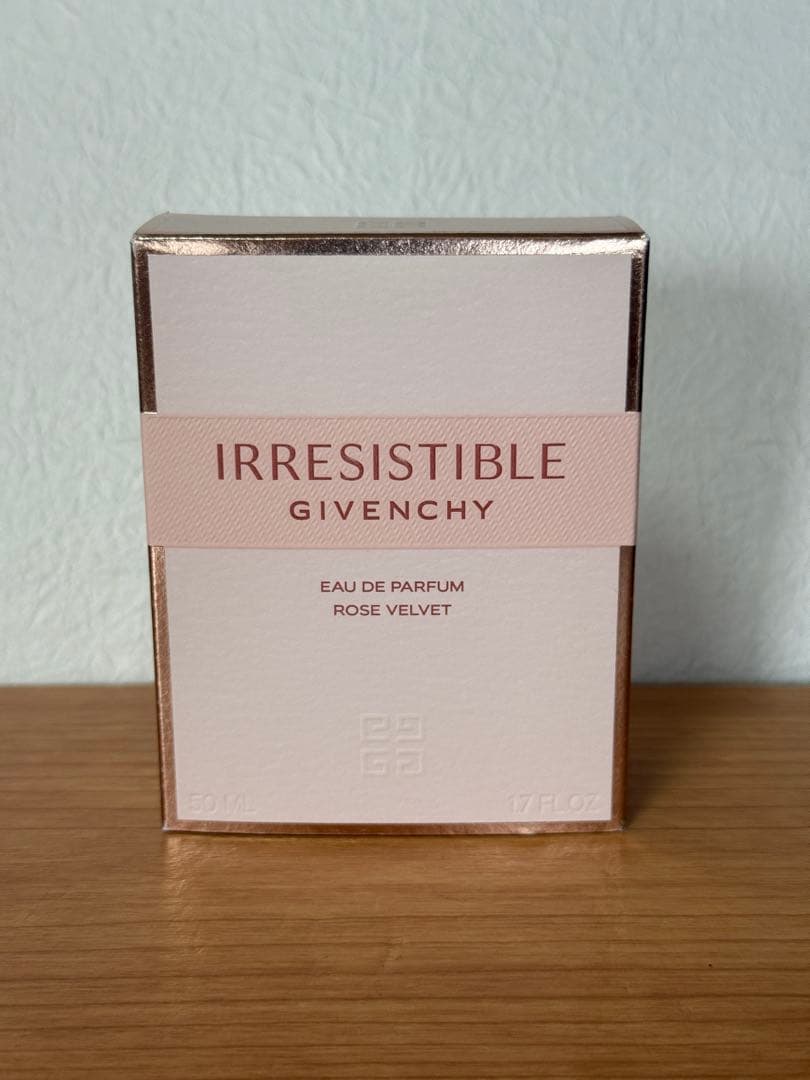 IRRESISTIBLE
GIVENCHY
EAU DE PARFUM
ROSE VELVET
50 ML 1.7 FL.OZ